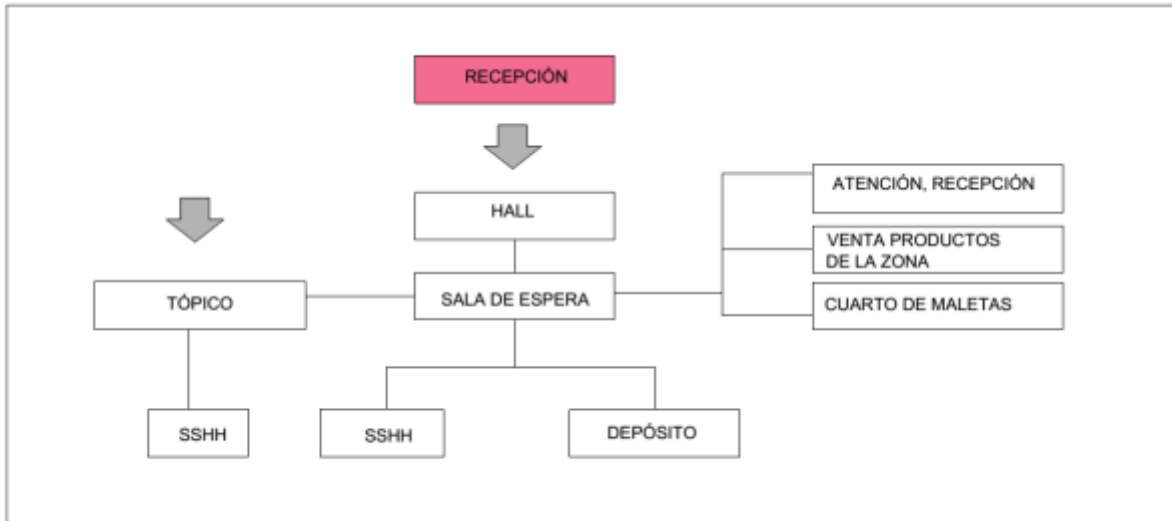 RECEPCIÓN
HALL
ATENCIÓN, RECEPCIÓN
VENTA PRODUCTOS
DE LA ZONA
TÓPICO
SALA DE ESPERA
CUARTO DE MALETAS
SSHH
SSHH
DEPÓSITO